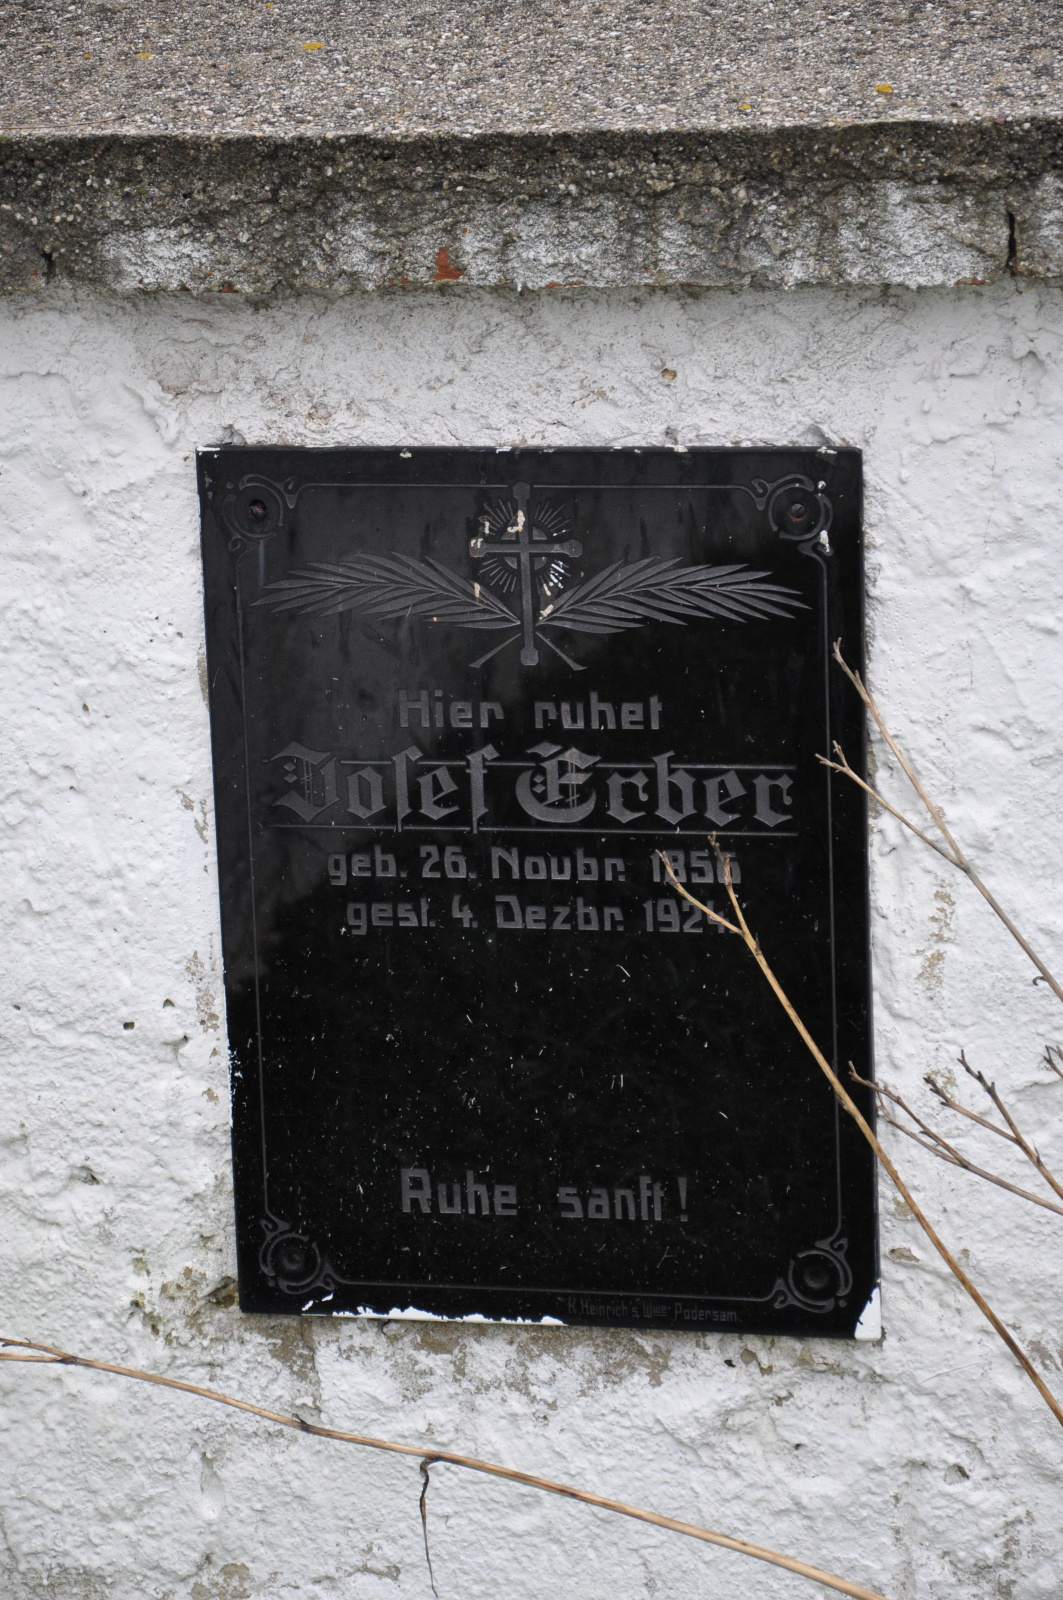 Hier ruhet
Josef Erber
geb. 26. Novbr. 1856
gest. 4. Dezbr. 1924.
Ruhe sanft!
K. Heinrich's Wwe. Podersam.